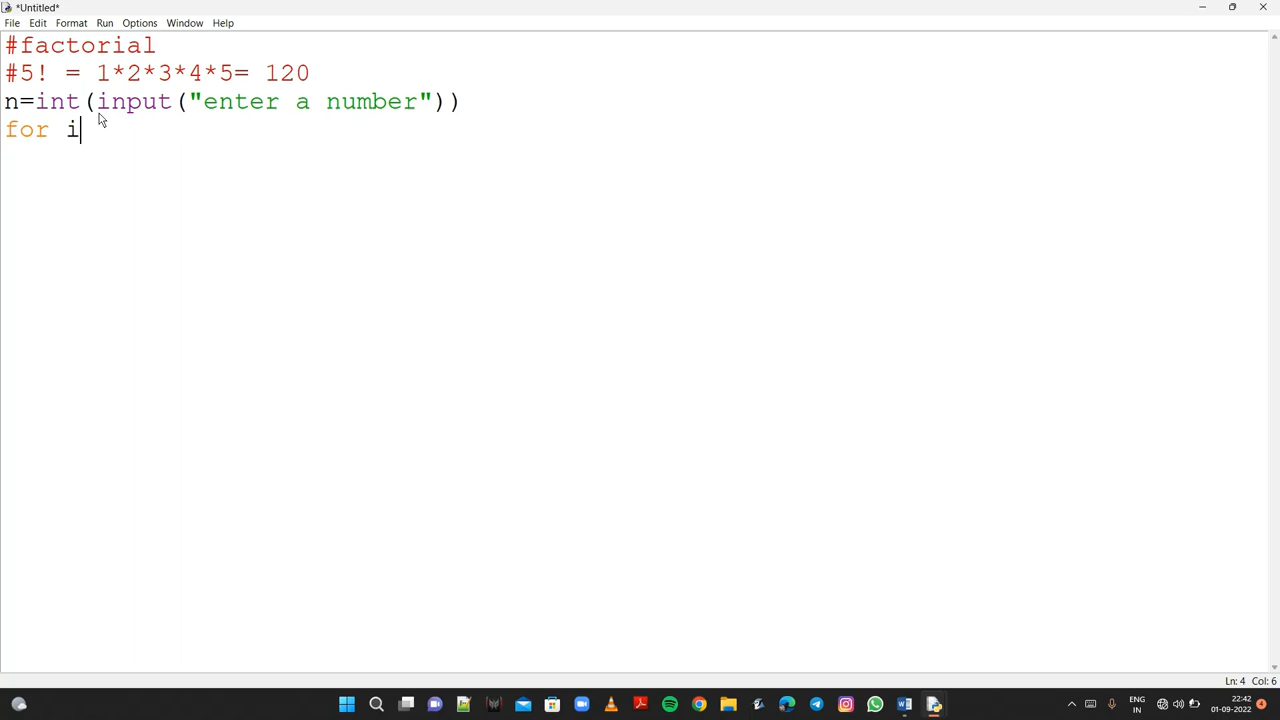 *Untitled*
File Edit Format Run Options Window Help
#factorial
#5! = 1*2*3*4*5= 120
n=int(input("enter a number"))
for i
Ln: 4 Col: 6
ENG
IN
22:42
01-09-2022